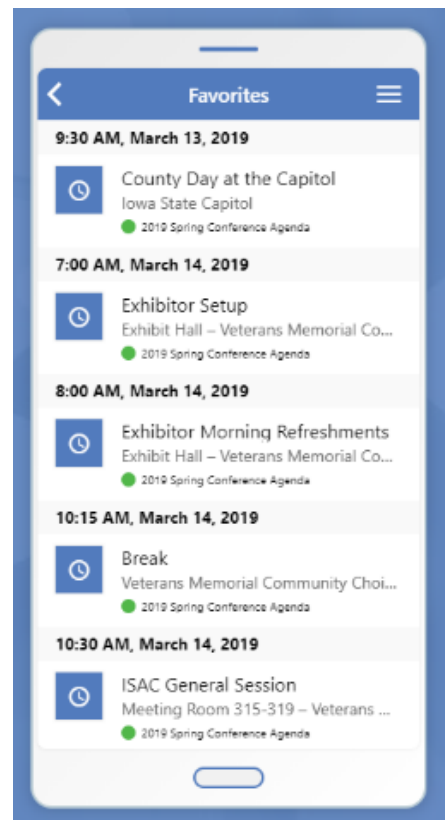 Favorites
9:30 AM, March 13, 2019
County Day at the Capitol
Iowa State Capitol
2019 Spring Conference Agenda
7:00 AM, March 14, 2019
Exhibitor Setup
Exhibit Hall – Veterans Memorial Co...
2019 Spring Conference Agenda
8:00 AM, March 14, 2019
Exhibitor Morning Refreshments
Exhibit Hall – Veterans Memorial Co...
2019 Spring Conference Agenda
10:15 AM, March 14, 2019
Break
Veterans Memorial Community Choi...
2019 Spring Conference Agenda
10:30 AM, March 14, 2019
ISAC General Session
Meeting Room 315-319 – Veterans ...
2019 Spring Conference Agenda